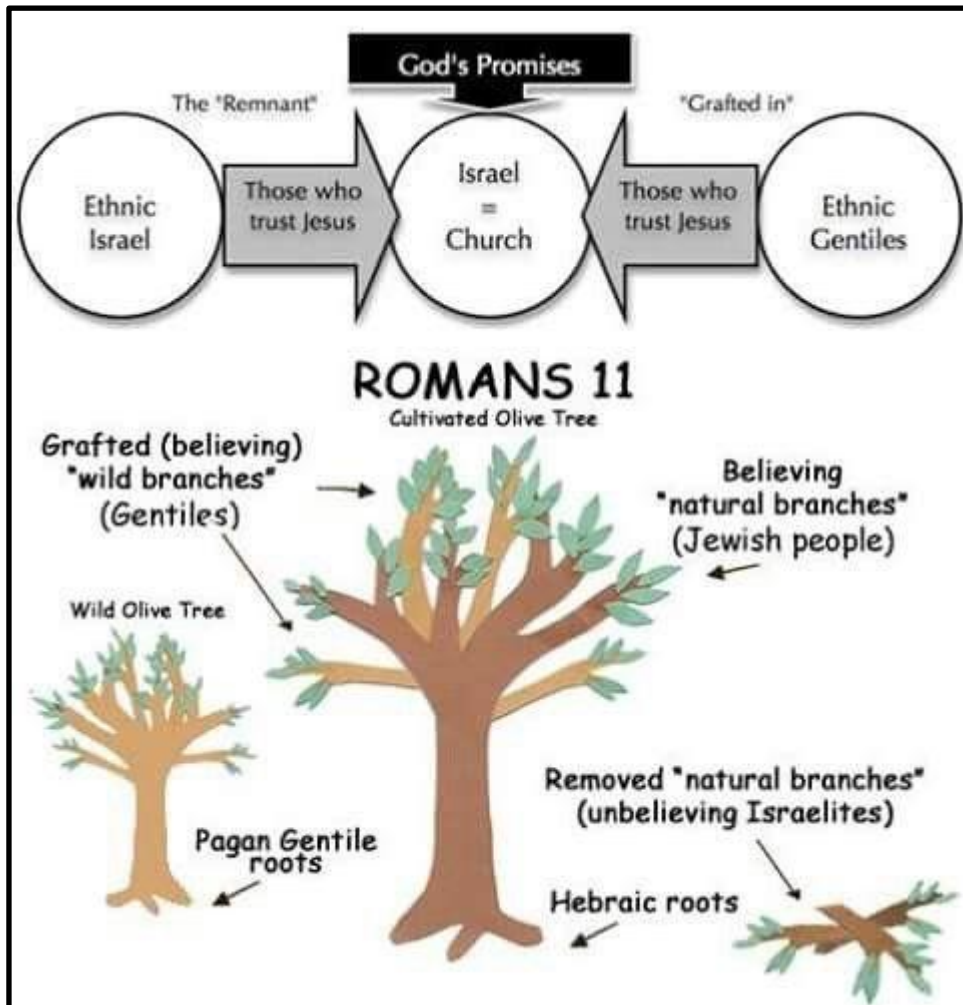 God's Promises
The "Remnant"
"Grafted in"
Ethnic
Israel
Those who
trust Jesus
Israel
=
Church
Those who
trust Jesus
Ethnic
Gentiles
ROMANS 11
Cultivated Olive Tree
Grafted (believing)
"wild branches"
(Gentiles)
Believing
"natural branches"
(Jewish people)
Wild Olive Tree
Pagan Gentile
roots
Removed "natural branches"
(unbelieving Israelites)
Hebraic roots